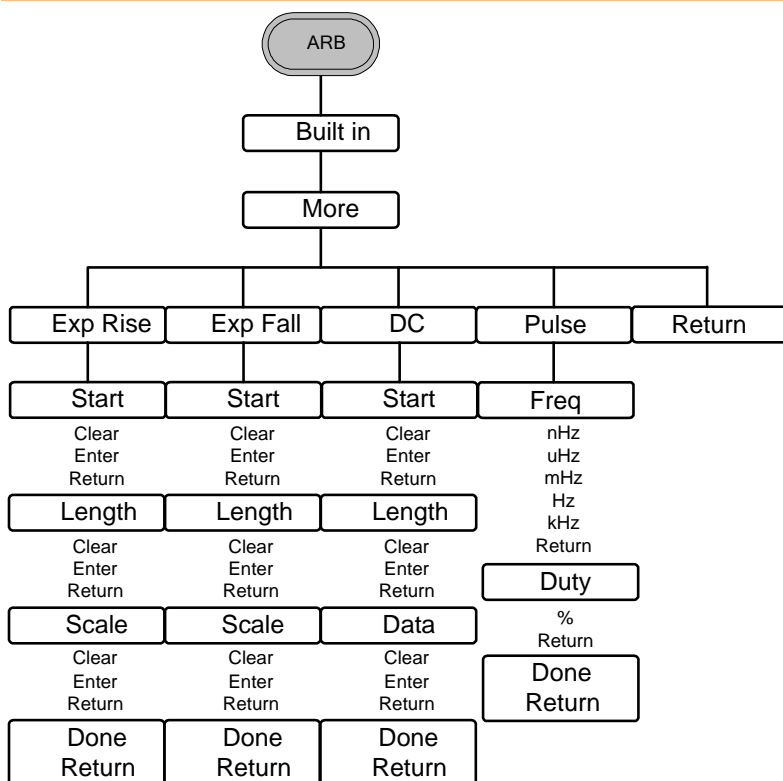 ARB
Built in
More
Exp Rise
Exp Fall
DC
Pulse
Return
Start
Clear
Enter
Return
Length
Clear
Enter
Return
Scale
Clear
Enter
Return
Done
Return
Start
Clear
Enter
Return
Length
Clear
Enter
Return
Scale
Clear
Enter
Return
Done
Return
Start
Clear
Enter
Return
Length
Clear
Enter
Return
Data
Clear
Enter
Return
Done
Return
Freq
nHz
uHz
mHz
Hz
kHz
Return
Duty
%
Return
Done
Return